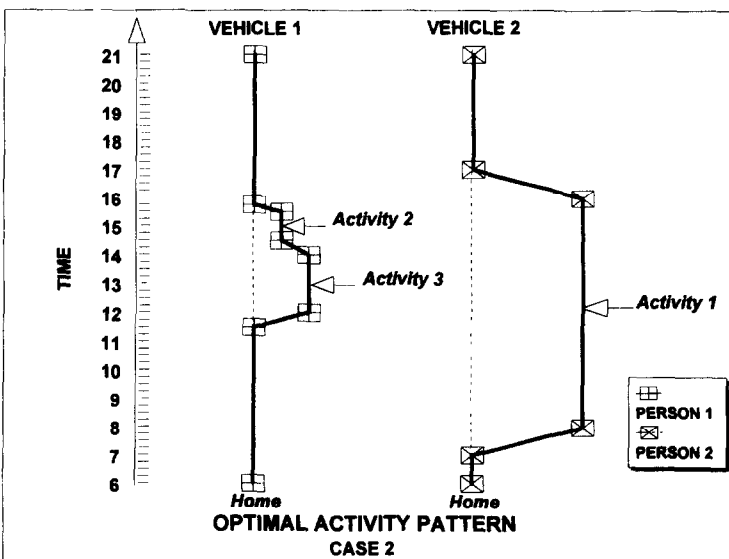 VEHICLE 1 VEHICLE 2
21
20
19
18
17
16
15
14
13
12
11
10
9
8
7
6
TIME
Activity 2
Activity 3
Activity 1
PERSON 1
PERSON 2
Home Home
OPTIMAL ACTIVITY PATTERN
CASE 2